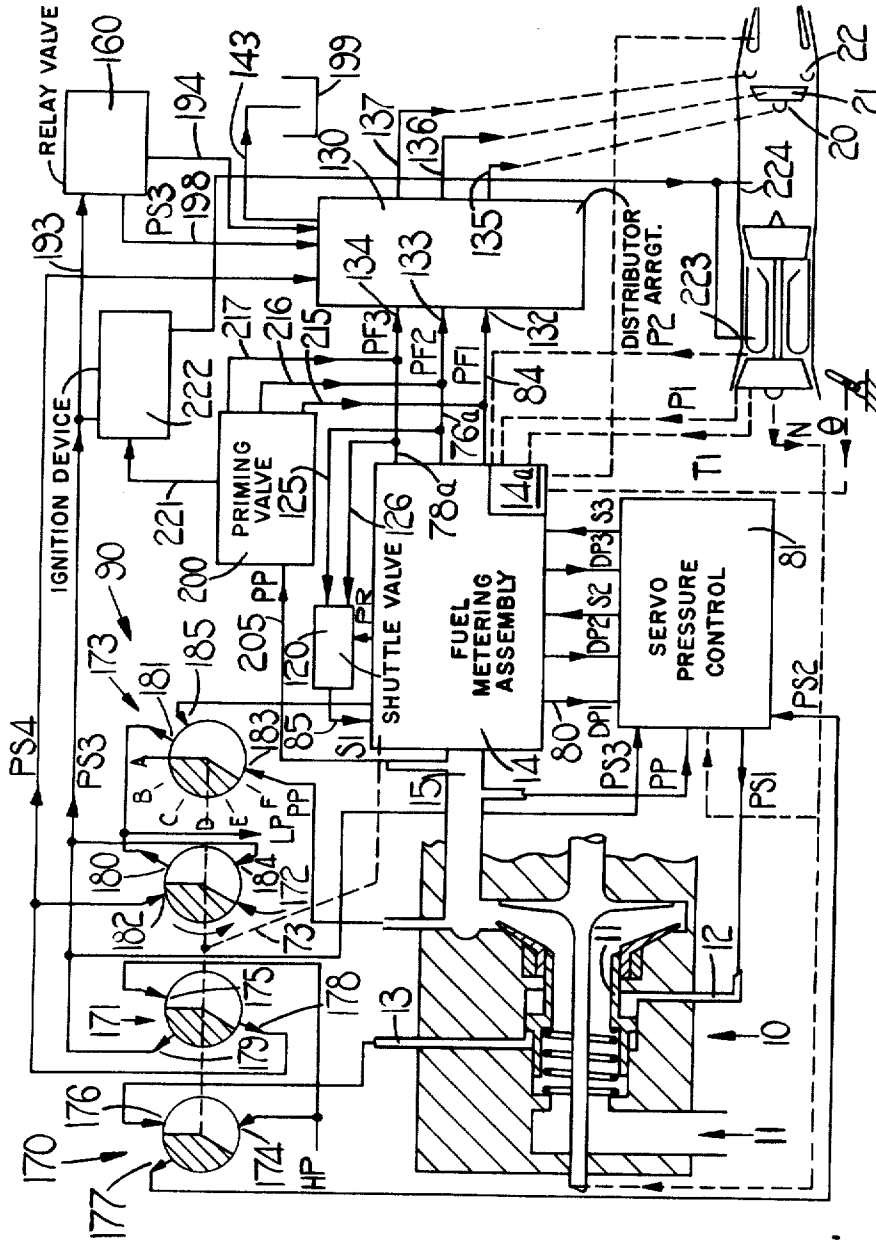 170
177
176
174
HP
171
175
179
178
PS4
PS3
182
180
184
172
73
173
90
181
185
183
A
B
C
D
E
F
LP
PP
IGNITION DEVICE
222
221
193
RELAY VALVE
160
PS3
198
194
143
199
200
PRIMING VALVE
217
216
215
205
PP
125
126
120
SHUTTLE VALVE
PR
85
S1
15
14
FUEL METERING ASSEMBLY
14a
78a
76a
84
PF3
PF2
PF1
134
133
132
130
137
136
135
DISTRIBUTOR ARRGT.
13
11
12
10
11
80
DP1
DP2
S2
DP3
S3
PS3
PP
PS1
PS2
SERVO PRESSURE CONTROL
81
T1
P1
P2
N
θ
223
224
20
21
22